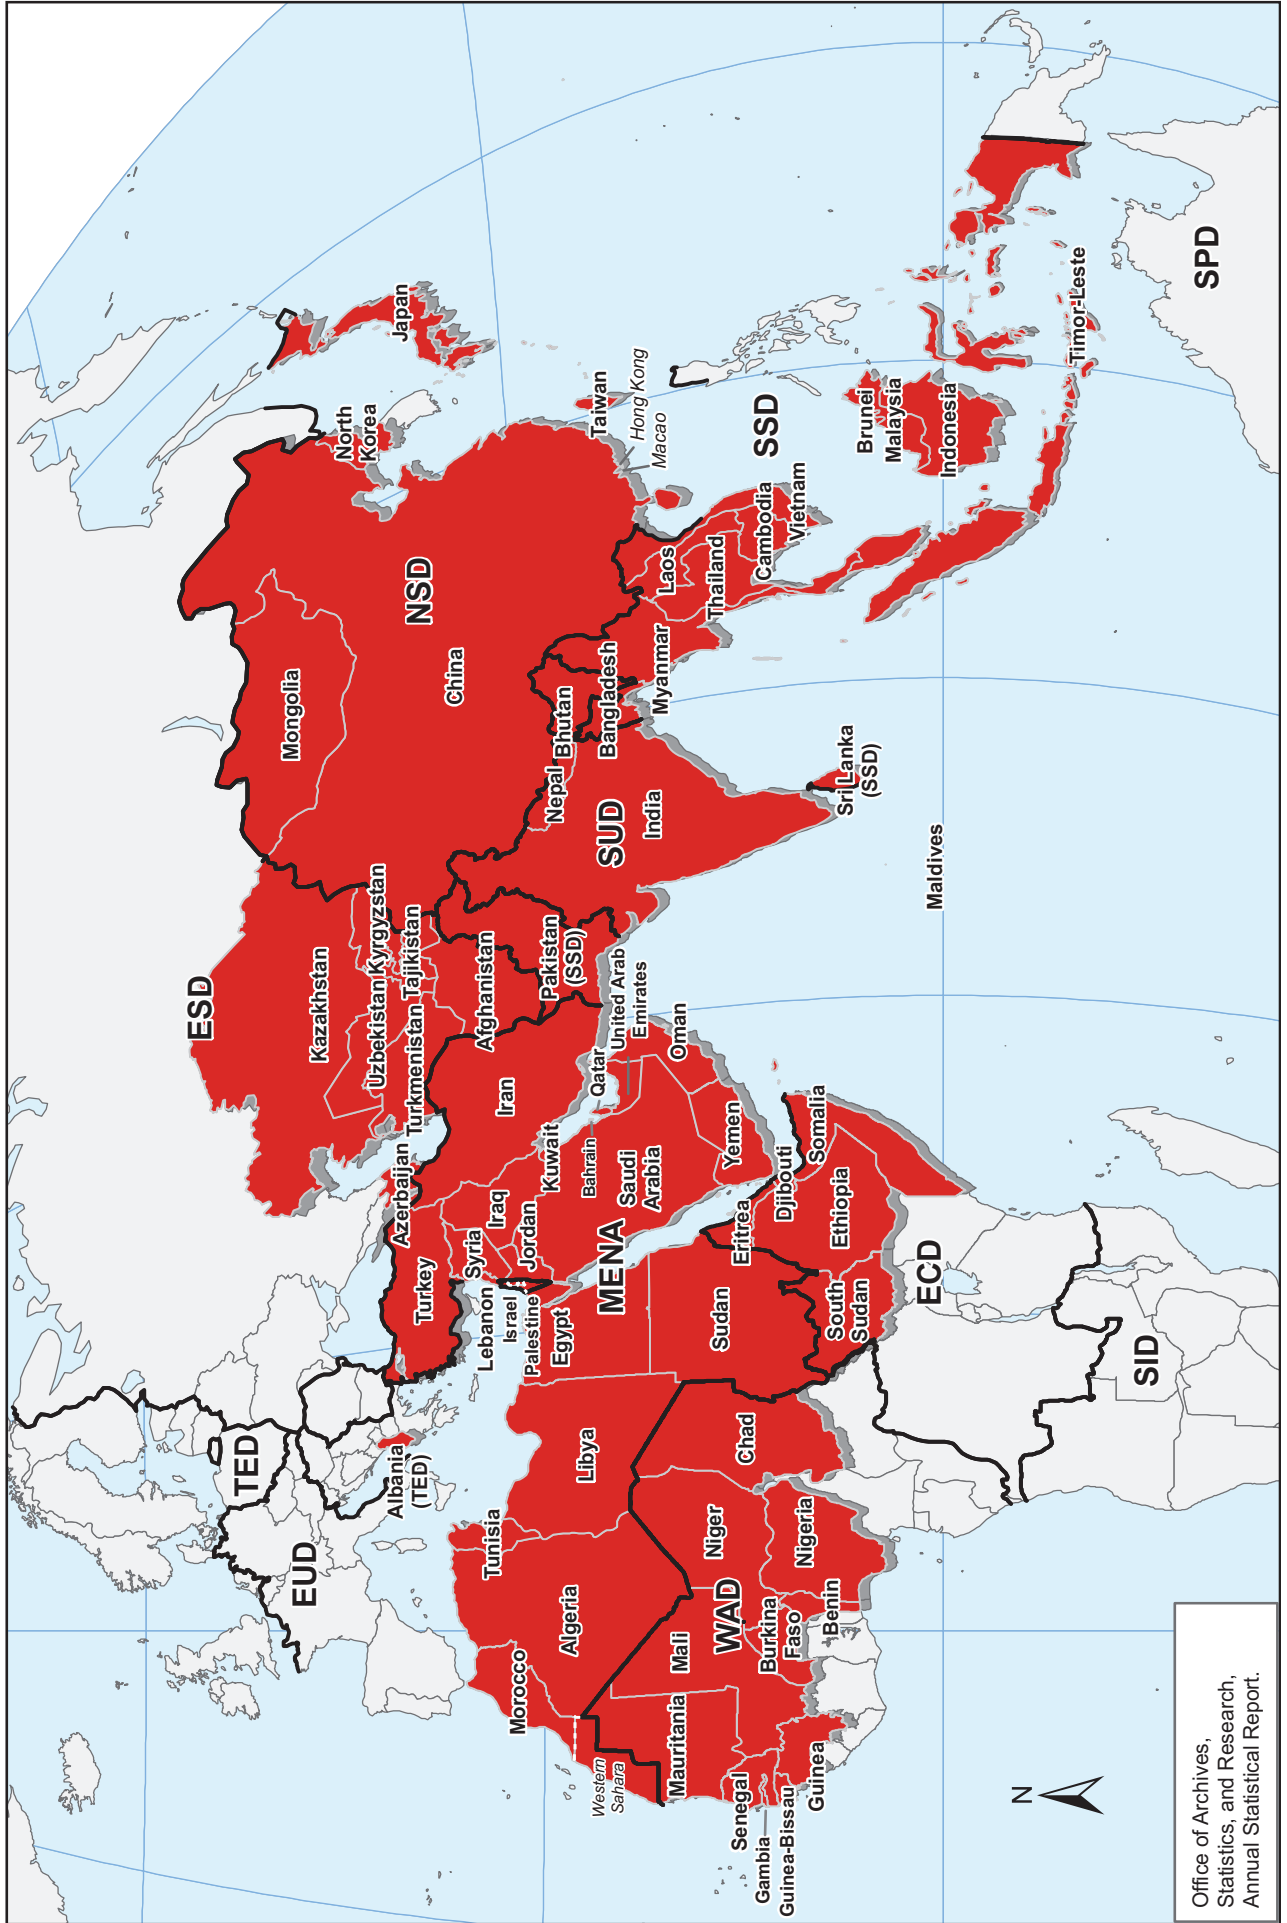 ESD
TED
EUD
NSD
MENA
SUD
SSD
WAD
ECD
SID
SPD
Albania
(TED)
Turkey
Azerbaijan
Kazakhstan
Uzbekistan
Kyrgyzstan
Turkmenistan
Tajikistan
Afghanistan
Pakistan
(SSD)
Mongolia
China
North
Korea
Japan
Taiwan
Hong Kong
Macao
Morocco
Algeria
Tunisia
Libya
Egypt
Western
Sahara
Lebanon
Israel
Palestine
Syria
Jordan
Iraq
Iran
Kuwait
Bahrain
Qatar
United Arab
Emirates
Saudi
Arabia
Oman
Yemen
Sudan
Mauritania
Mali
Niger
Chad
Senegal
Gambia
Guinea-Bissau
Guinea
Burkina
Faso
Benin
Nigeria
Eritrea
Djibouti
Somalia
Ethiopia
South
Sudan
Nepal
Bhutan
Bangladesh
India
Sri Lanka
(SSD)
Maldives
Myanmar
Laos
Thailand
Cambodia
Vietnam
Brunei
Malaysia
Indonesia
Timor-Leste
N
Office of Archives,
Statistics, and Research,
Annual Statistical Report.